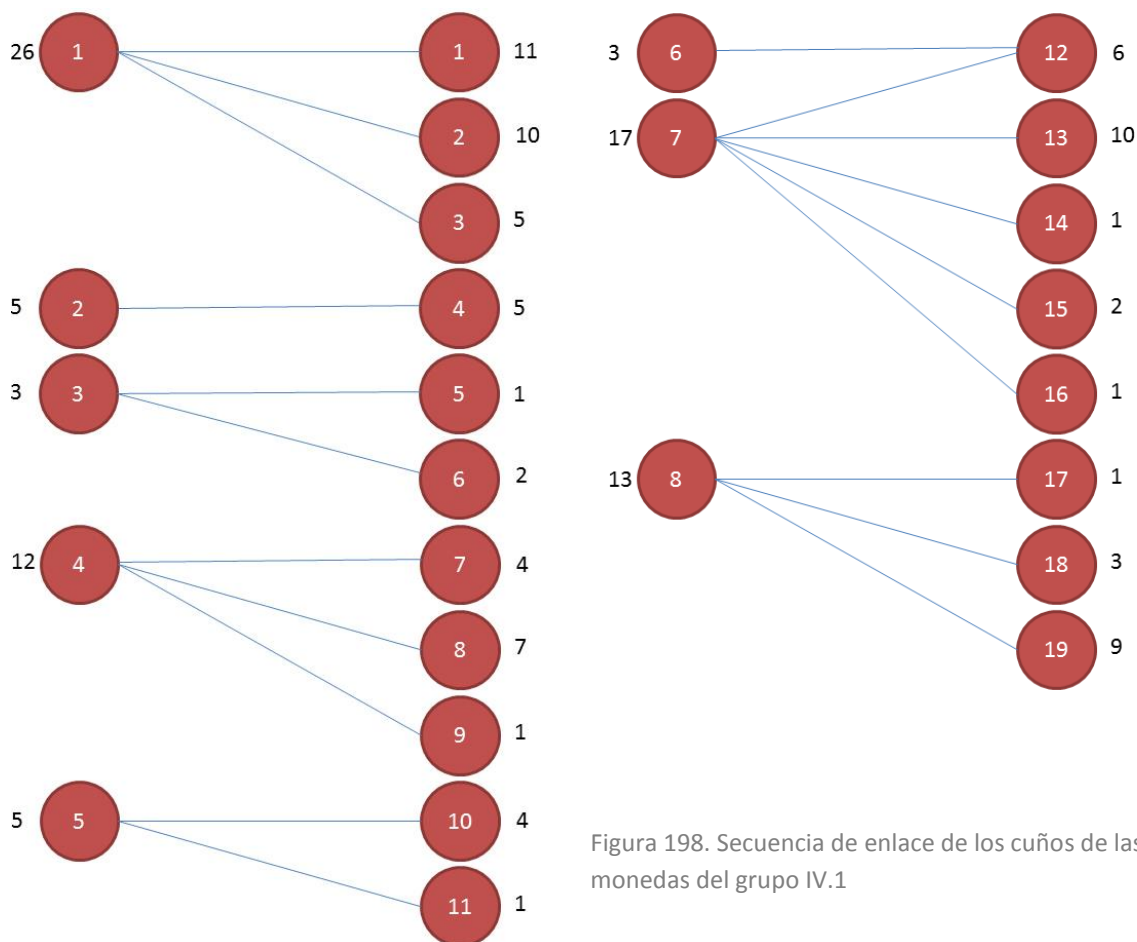 26 1 1 11
2 10
3 5
5 2 4 5
3 3 5 1
6 2
12 4 7 4
8 7
9 1
5 5 10 4
11 1
3 6 12 6
17 7 13 10
14 1
15 2
16 1
13 8 17 1
18 3
19 9
Figura 198. Secuencia de enlace de los cuños de las
monedas del grupo IV.1